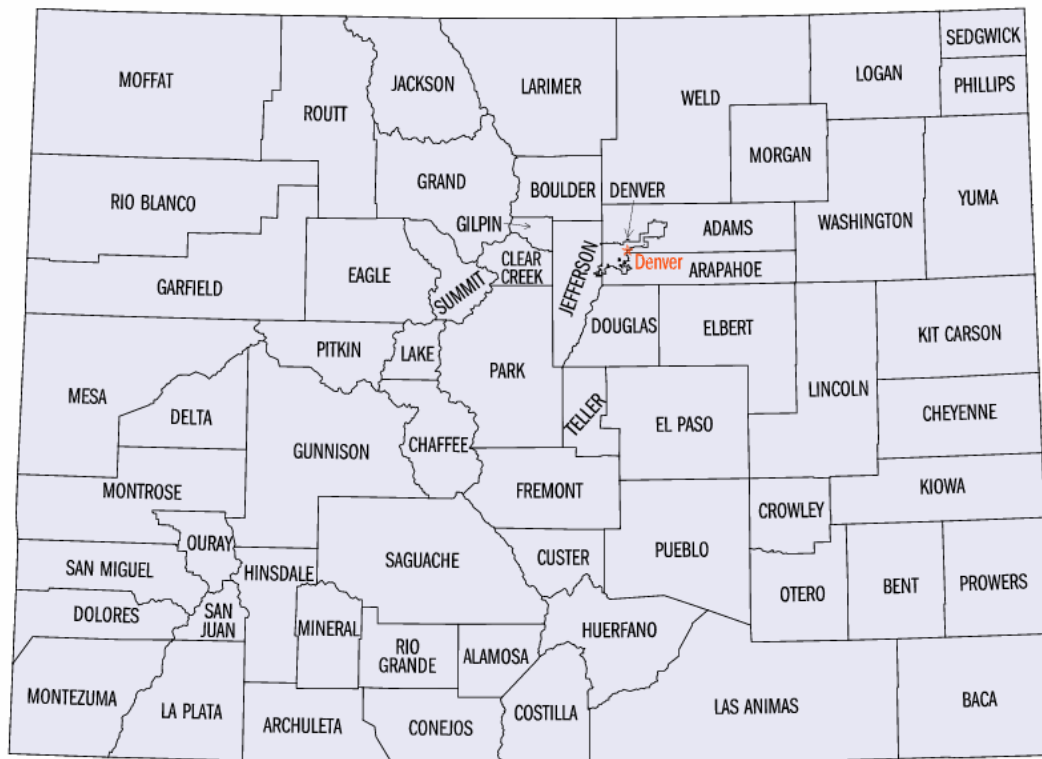 SEDGWICK
MOFFAT
JACKSON
LARIMER
LOGAN
PHILLIPS
ROUTT
WELD
MORGAN
GRAND
BOULDER
DENVER
YUMA
RIO BLANCO
GILPIN
ADAMS
WASHINGTON
EAGLE
CLEAR
CREEK
JEFFERSON
Denver
ARAPAHOE
GARFIELD
SUMMIT
DOUGLAS
ELBERT
KIT CARSON
PITKIN
LAKE
PARK
MESA
LINCOLN
DELTA
TELLER
EL PASO
CHEYENNE
GUNNISON
CHAFFEE
MONTROSE
FREMONT
KIOWA
CROWLEY
OURAY
SAN MIGUEL
HINSDALE
SAGUACHE
CUSTER
PUEBLO
OTERO
BENT
PROWERS
DOLORES
SAN
JUAN
MINERAL
RIO
GRANDE
ALAMOSA
HUERFANO
MONTEZUMA
LA PLATA
ARCHULETA
CONEJOS
COSTILLA
LAS ANIMAS
BACA